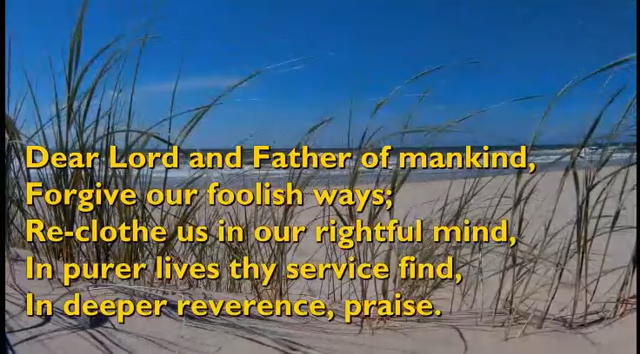 Dear Lord and Father of mankind,
Forgive our foolish ways;
Re-clothe us in our rightful mind,
In purer lives thy service find,
In deeper reverence, praise.